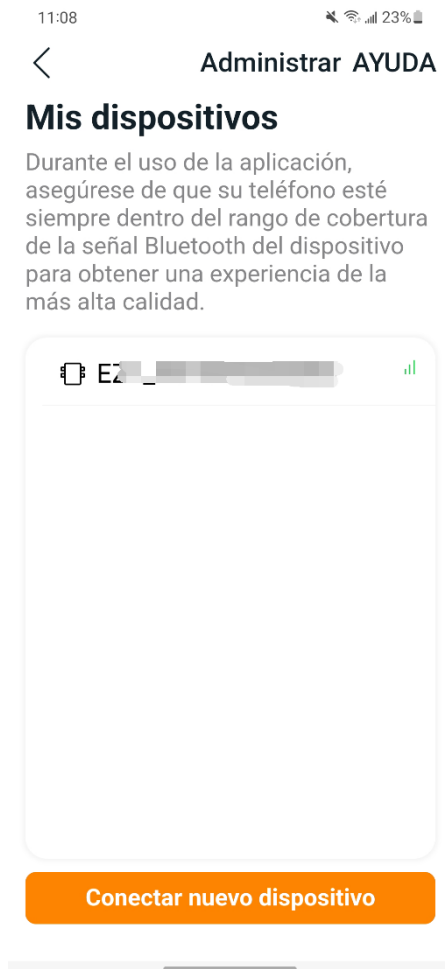 11:08
23%
Administrar AYUDA
Mis dispositivos
Durante el uso de la aplicación,
asegúrese de que su teléfono esté
siempre dentro del rango de cobertura
de la señal Bluetooth del dispositivo
para obtener una experiencia de la
más alta calidad.
Conectar nuevo dispositivo